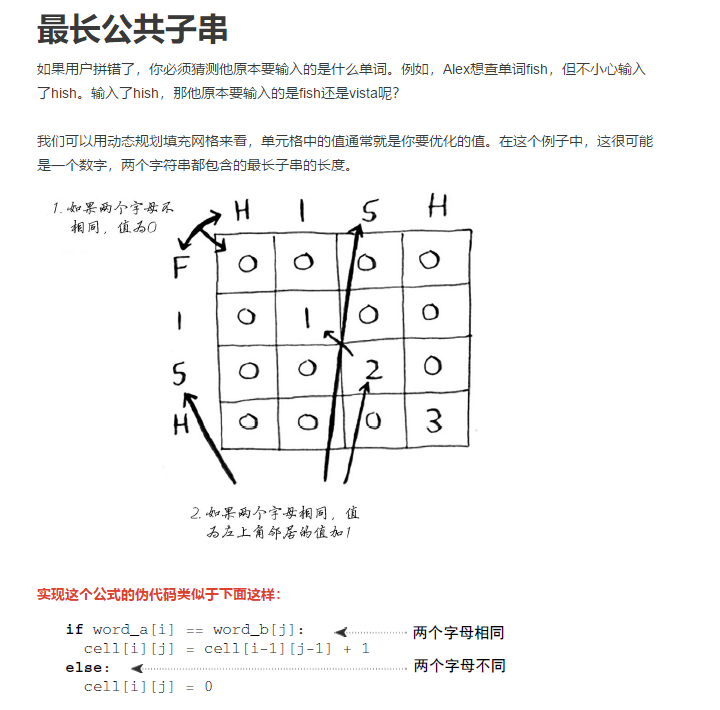 最长公共子串
如果用户拼错了，你必须猜测他原本要输入的是什么单词。例如，Alex想查单词fish，但不小心输入
了hish。输入了hish，那他原本要输入的是fish还是vista呢？
我们可以用动态规划填充网格来看，单元格中的值通常就是你要优化的值。在这个例子中，这很可能
是一个数字，两个字符串都包含的最长子串的长度。
1. 如果两个字母不
相同，值为0
H I S H
F 0 0 0 0
I 0 1 0 0
S 0 0 2 0
H 0 0 0 3
2. 如果两个字母相同，值
为左上角邻居的值加1
实现这个公式的伪代码类似于下面这样：
if word_a[i] == word_b[j]: 两个字母相同
cell[i][j] = cell[i-1][j-1] + 1
else: 两个字母不同
cell[i][j] = 0